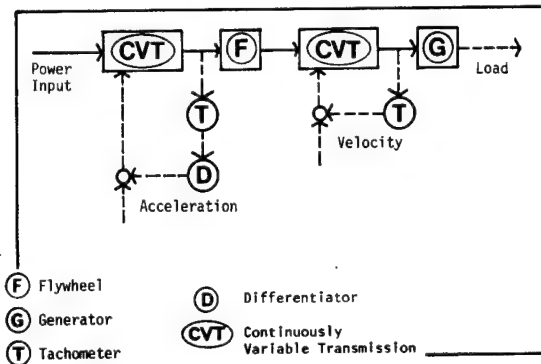 CVT F CVT G
Power Input
Load
T T
Velocity
D
Acceleration
F Flywheel
G Generator
T Tachometer
D Differentiator
CVT Continuously
Variable Transmission